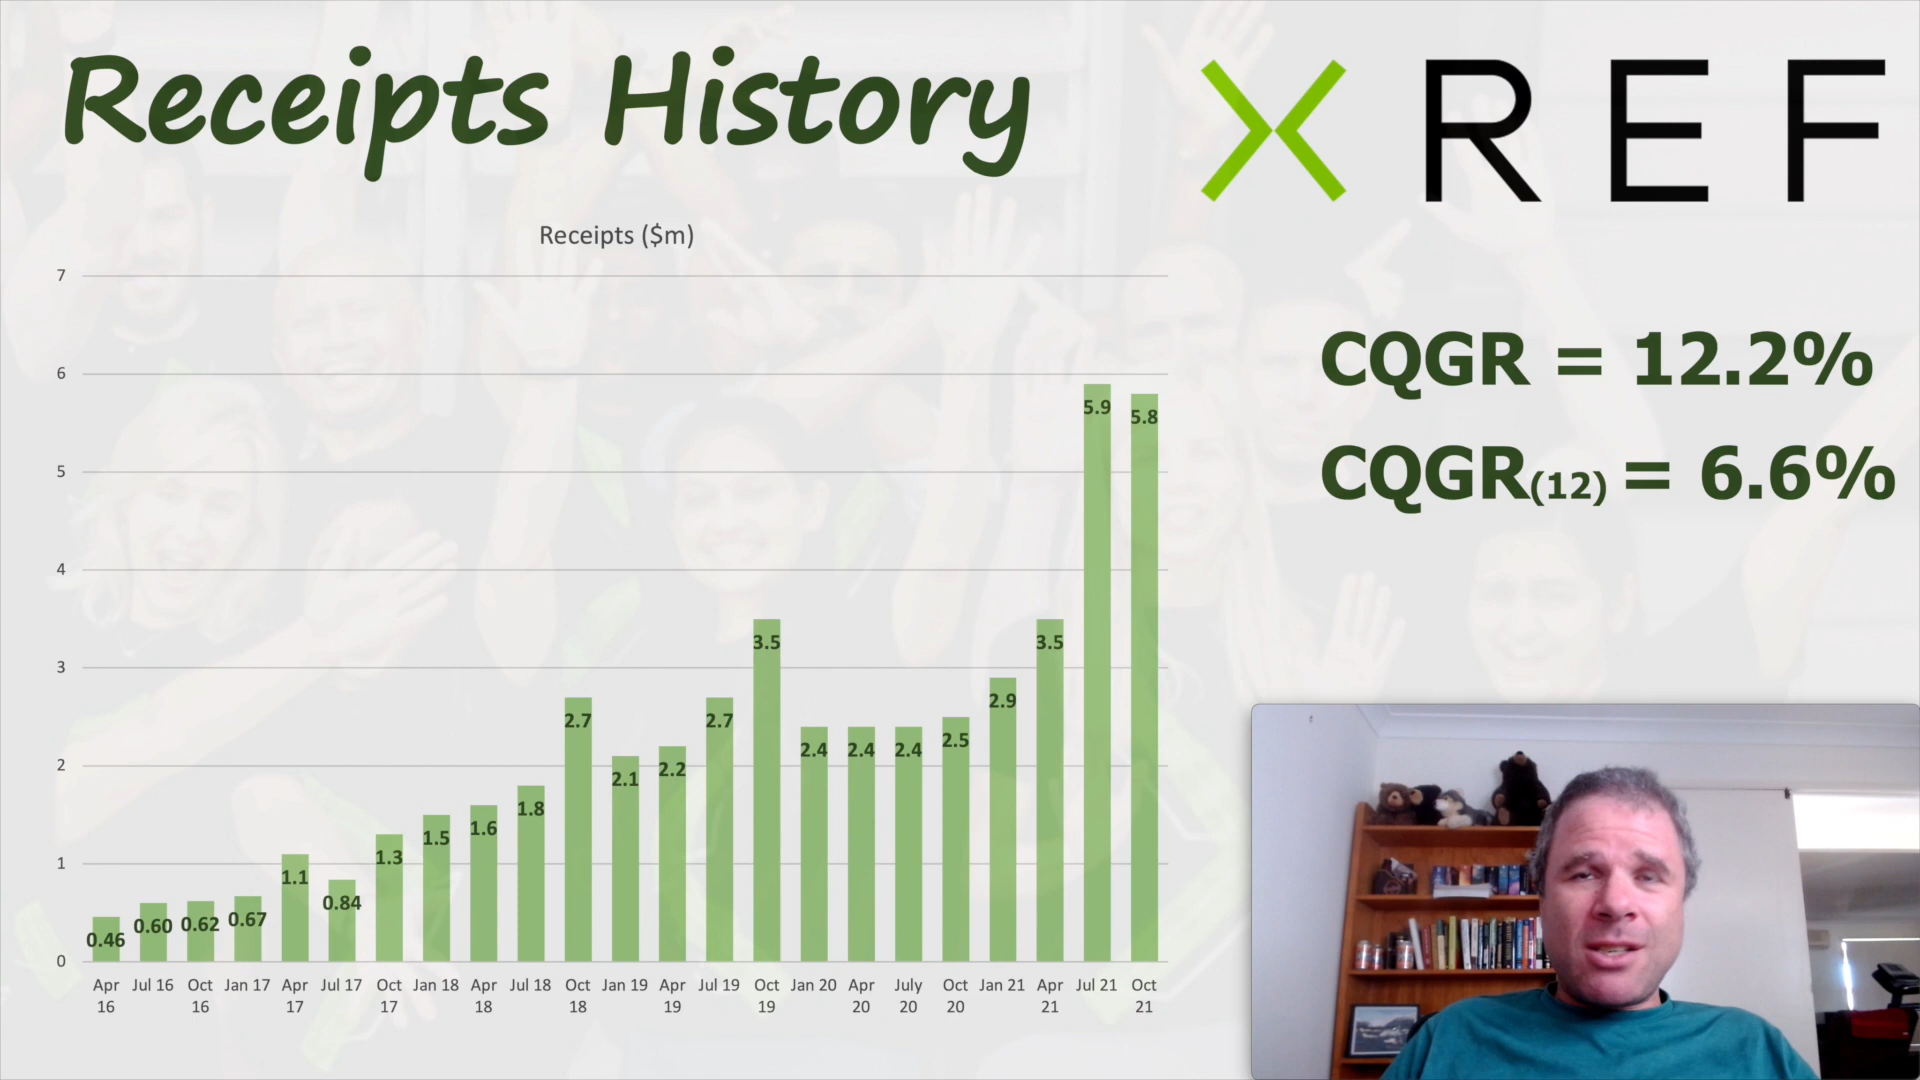 Receipts History
XREF
Receipts ($m)
CQGR = 12.2%
CQGR(12) = 6.6%
7
6
5
4
3
2
1
0
0.46 0.60 0.62 0.67 1.1 0.84 1.3 1.5 1.6 1.8 2.7 2.1 2.2 2.7 3.5 2.4 2.4 2.4 2.5 2.9 3.5 5.9 5.8
Apr Jul 16 Oct Jan 17 Apr Jul 17 Oct Jan 18 Apr Jul 18 Oct Jan 19 Apr Jul 19 Oct Jan 20 Apr July Oct Jan 21 Apr Jul 21 Oct
16 16 17 17 18 18 19 19 20 20 20 21 21